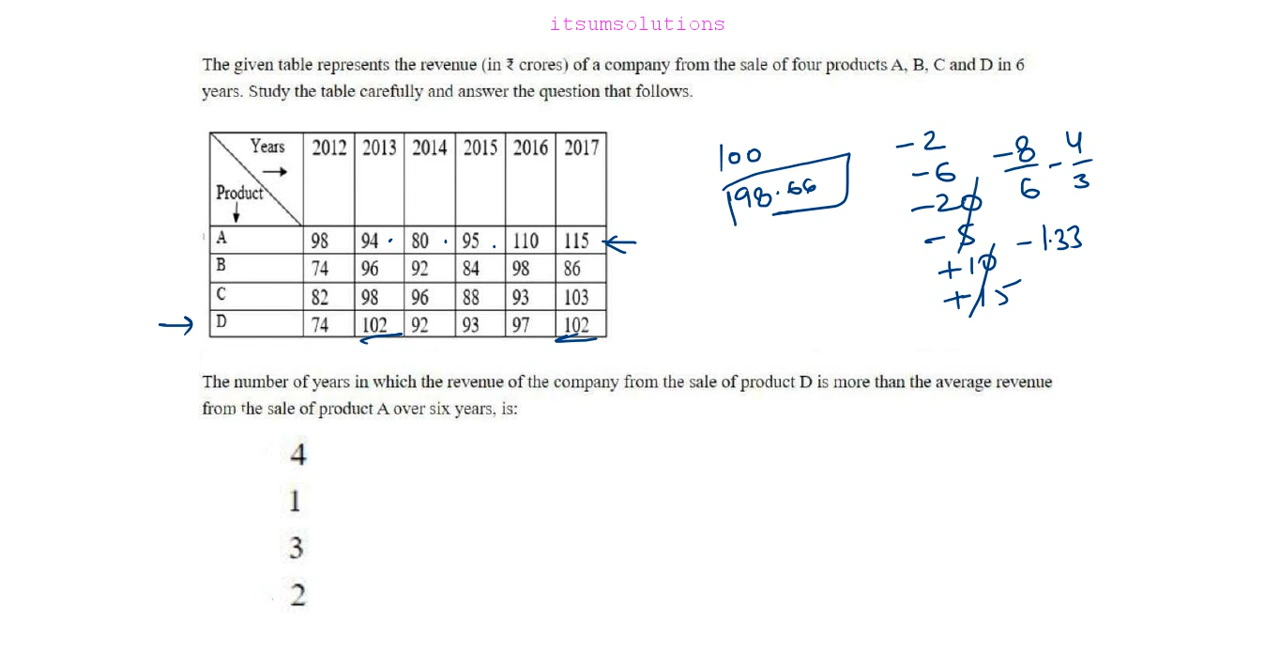 itsumsolutions
The given table represents the revenue (in ₹ crores) of a company from the sale of four products A, B, C and D in 6
years. Study the table carefully and answer the question that follows.
Years → 2012 2013 2014 2015 2016 2017
Product ↓
A 98 94 80 95 110 115
B 74 96 92 84 98 86
C 82 98 96 88 93 103
D 74 102 92 93 97 102
100
98.66
-2
-6
-20
-5
+10
+15
-8/6
- 4/3
-1.33
The number of years in which the revenue of the company from the sale of product D is more than the average revenue
from the sale of product A over six years, is:
4
1
3
2